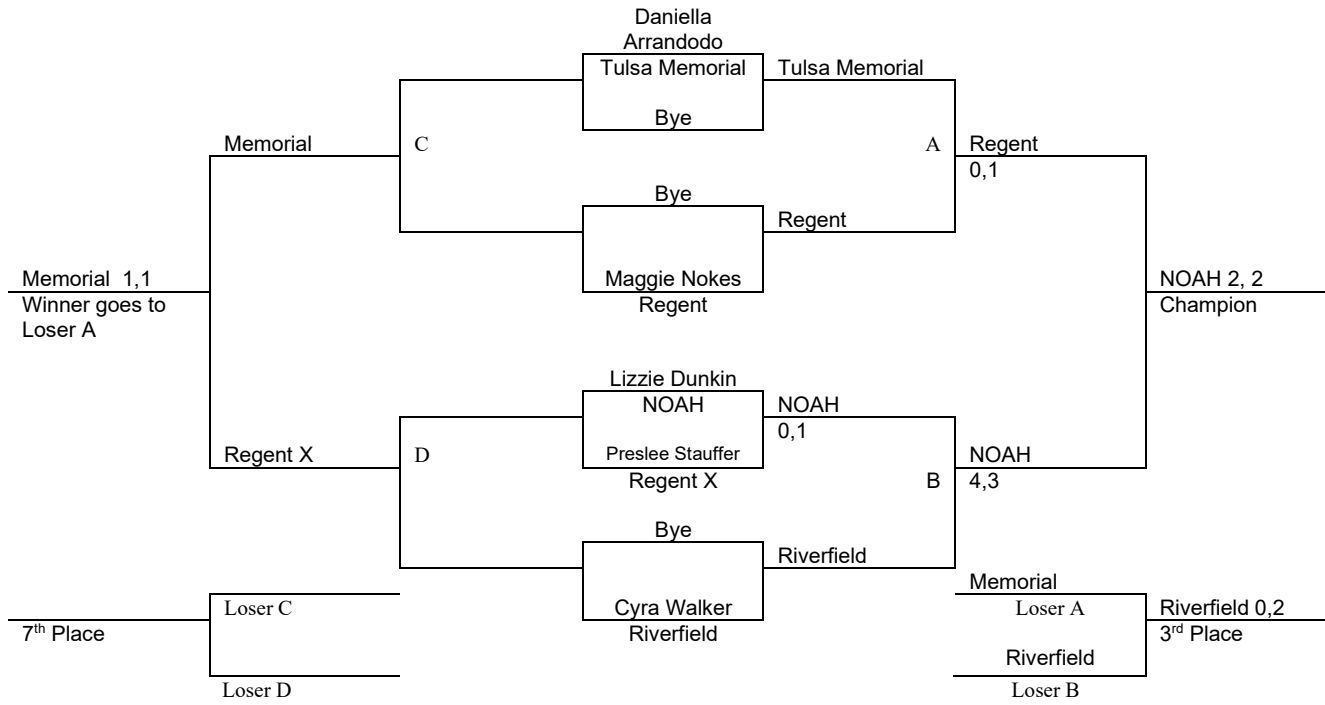 Daniella
Arrandodo
Tulsa Memorial
Tulsa Memorial
Bye
Memorial
C
A
Regent
0,1
Bye
Regent
Maggie Nokes
Regent
Memorial 1,1
Winner goes to
Loser A
NOAH 2, 2
Champion
Lizzie Dunkin
NOAH
NOAH
0,1
Preslee Stauffer
Regent X
Regent X
D
NOAH
B
4,3
Bye
Riverfield
Memorial
Loser C
Cyra Walker
Loser A
Riverfield 0,2
7th Place
Riverfield
3rd Place
Riverfield
Loser D
Loser B